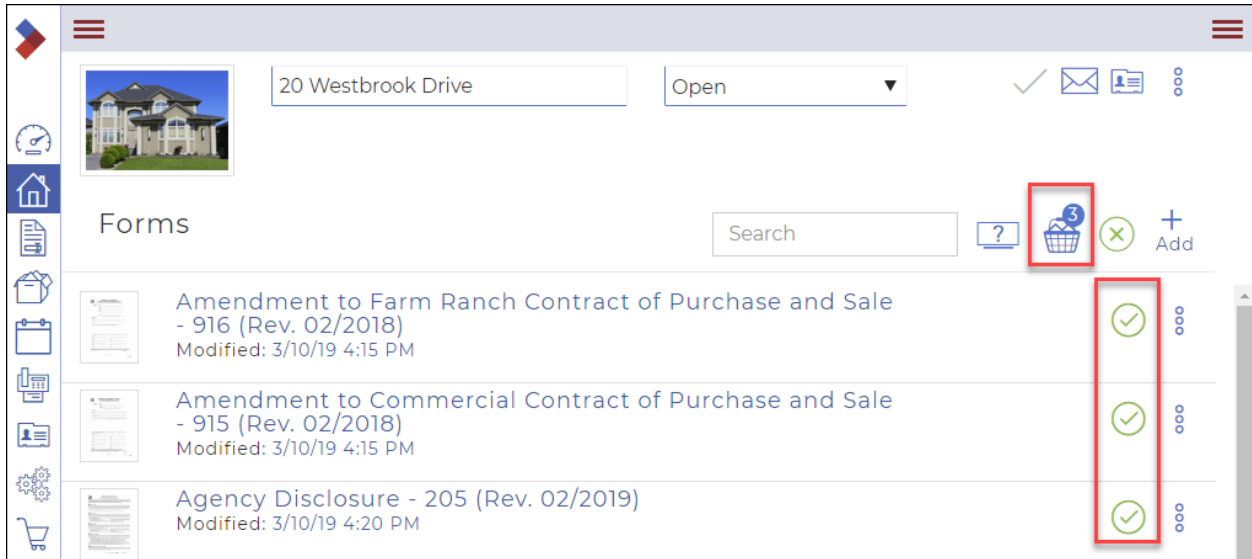 20 Westbrook Drive
Open
Forms
Search
?
3
Add
Amendment to Farm Ranch Contract of Purchase and Sale
- 916 (Rev. 02/2018)
Modified: 3/10/19 4:15 PM
Amendment to Commercial Contract of Purchase and Sale
- 915 (Rev. 02/2018)
Modified: 3/10/19 4:15 PM
Agency Disclosure - 205 (Rev. 02/2019)
Modified: 3/10/19 4:20 PM